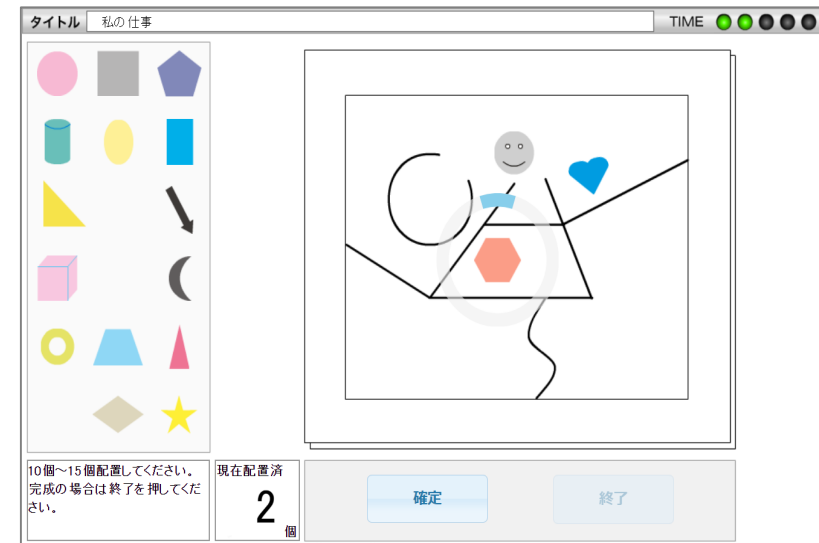 タイトル 私の仕事 TIME
10個～15個配置してください。
完成の場合は終了を押してくだ
さい。
現在配置済
2
個
確定
終了